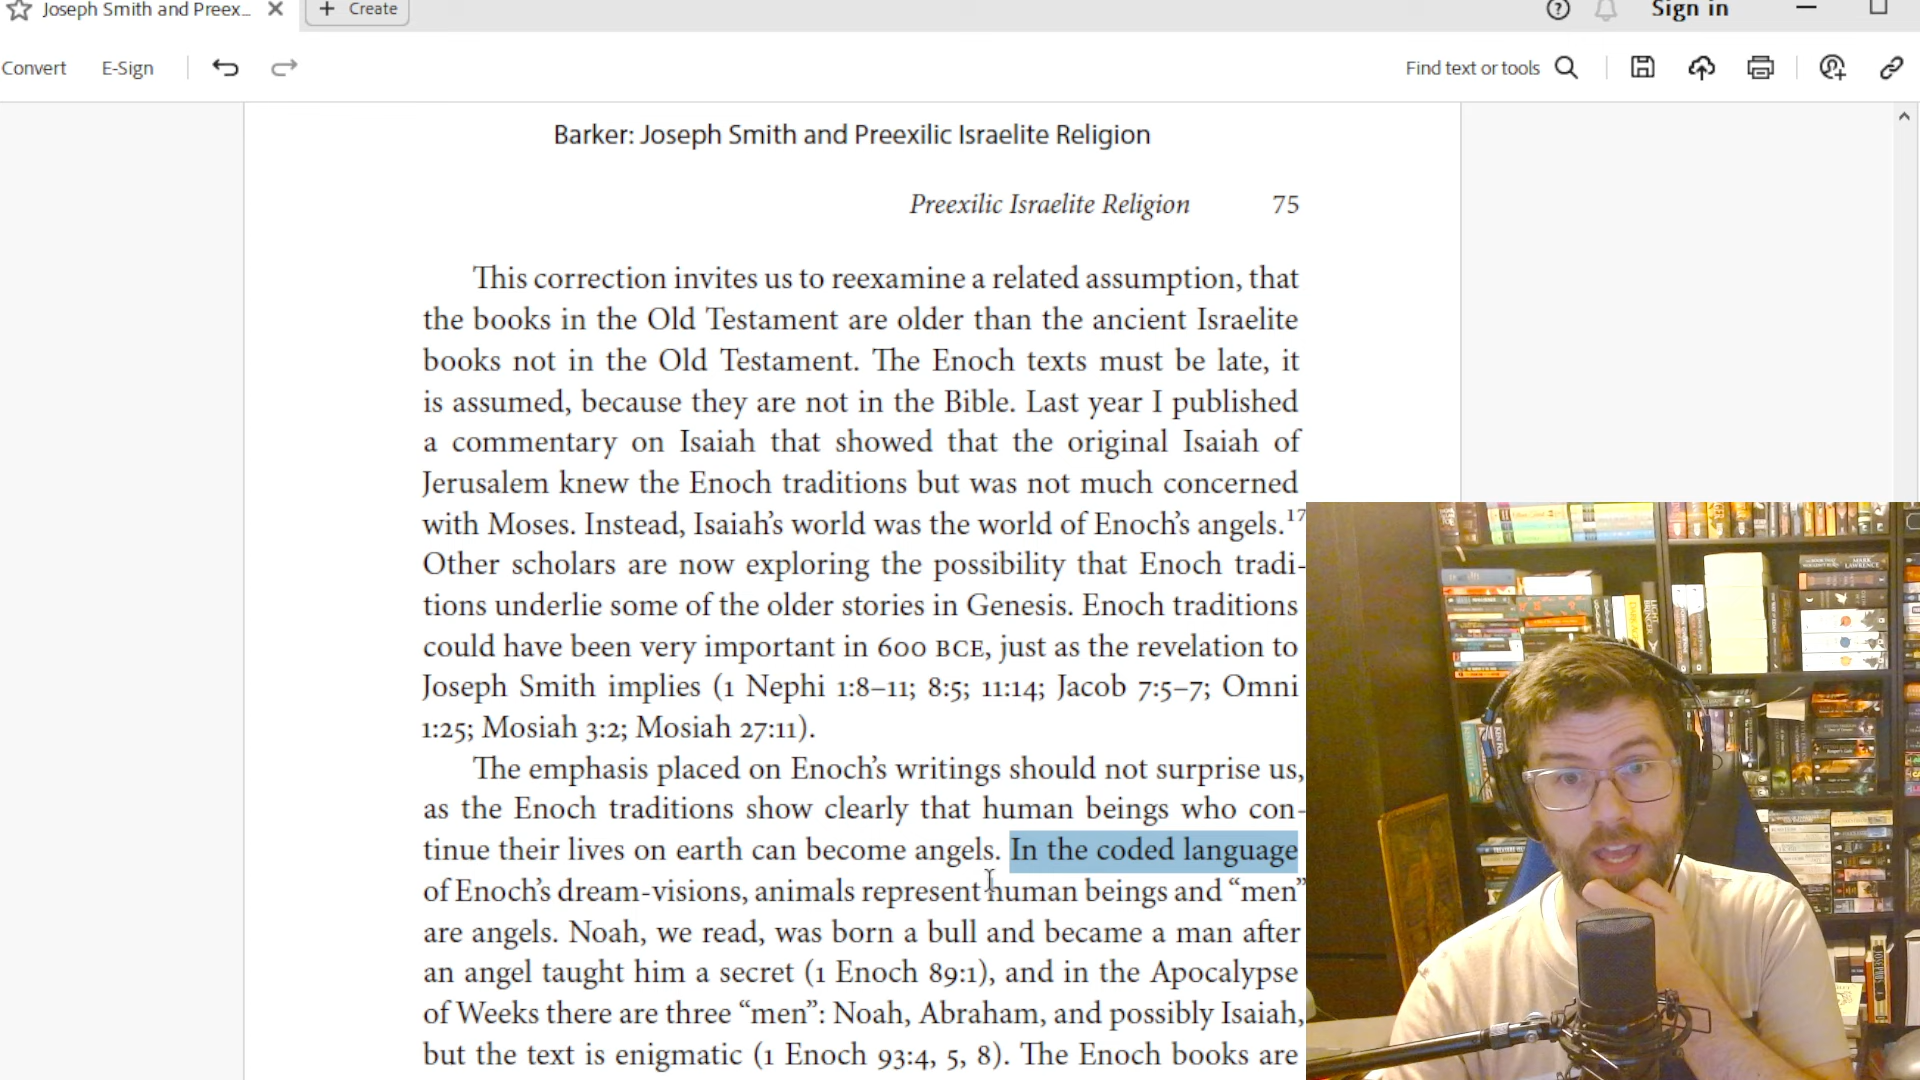 Joseph Smith and Preex...
Create
Sign in
Convert
E-Sign
Find text or tools
Barker: Joseph Smith and Preexilic Israelite Religion
Preexilic Israelite Religion 75
This correction invites us to reexamine a related assumption, that
the books in the Old Testament are older than the ancient Israelite
books not in the Old Testament. The Enoch texts must be late, it
is assumed, because they are not in the Bible. Last year I published
a commentary on Isaiah that showed that the original Isaiah of
Jerusalem knew the Enoch traditions but was not much concerned
with Moses. Instead, Isaiah’s world was the world of Enoch’s angels.17
Other scholars are now exploring the possibility that Enoch tradi-
tions underlie some of the older stories in Genesis. Enoch traditions
could have been very important in 600 BCE, just as the revelation to
Joseph Smith implies (1 Nephi 1:8–11; 8:5; 11:14; Jacob 7:5–7; Omni
1:25; Mosiah 3:2; Mosiah 27:11).
The emphasis placed on Enoch’s writings should not surprise us,
as the Enoch traditions show clearly that human beings who con-
tinue their lives on earth can become angels. In the coded language
of Enoch’s dream-visions, animals represent human beings and “men”
are angels. Noah, we read, was born a bull and became a man after
an angel taught him a secret (1 Enoch 89:1), and in the Apocalypse
of Weeks there are three “men”: Noah, Abraham, and possibly Isaiah,
but the text is enigmatic (1 Enoch 93:4, 5, 8). The Enoch books are
MARK
LAWRENCE